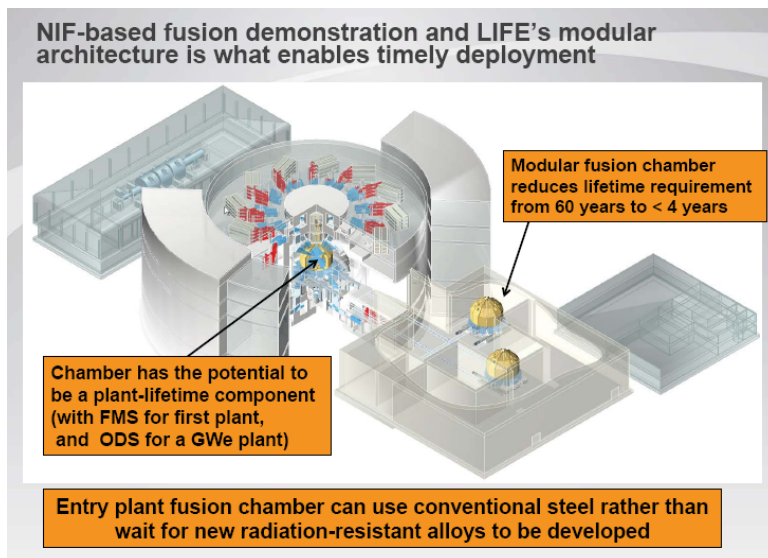 NIF-based fusion demonstration and LIFE's modular
architecture is what enables timely deployment
Modular fusion chamber
reduces lifetime requirement
from 60 years to < 4 years
Chamber has the potential to
be a plant-lifetime component
(with FMS for first plant,
and ODS for a GWe plant)
Entry plant fusion chamber can use conventional steel rather than
wait for new radiation-resistant alloys to be developed